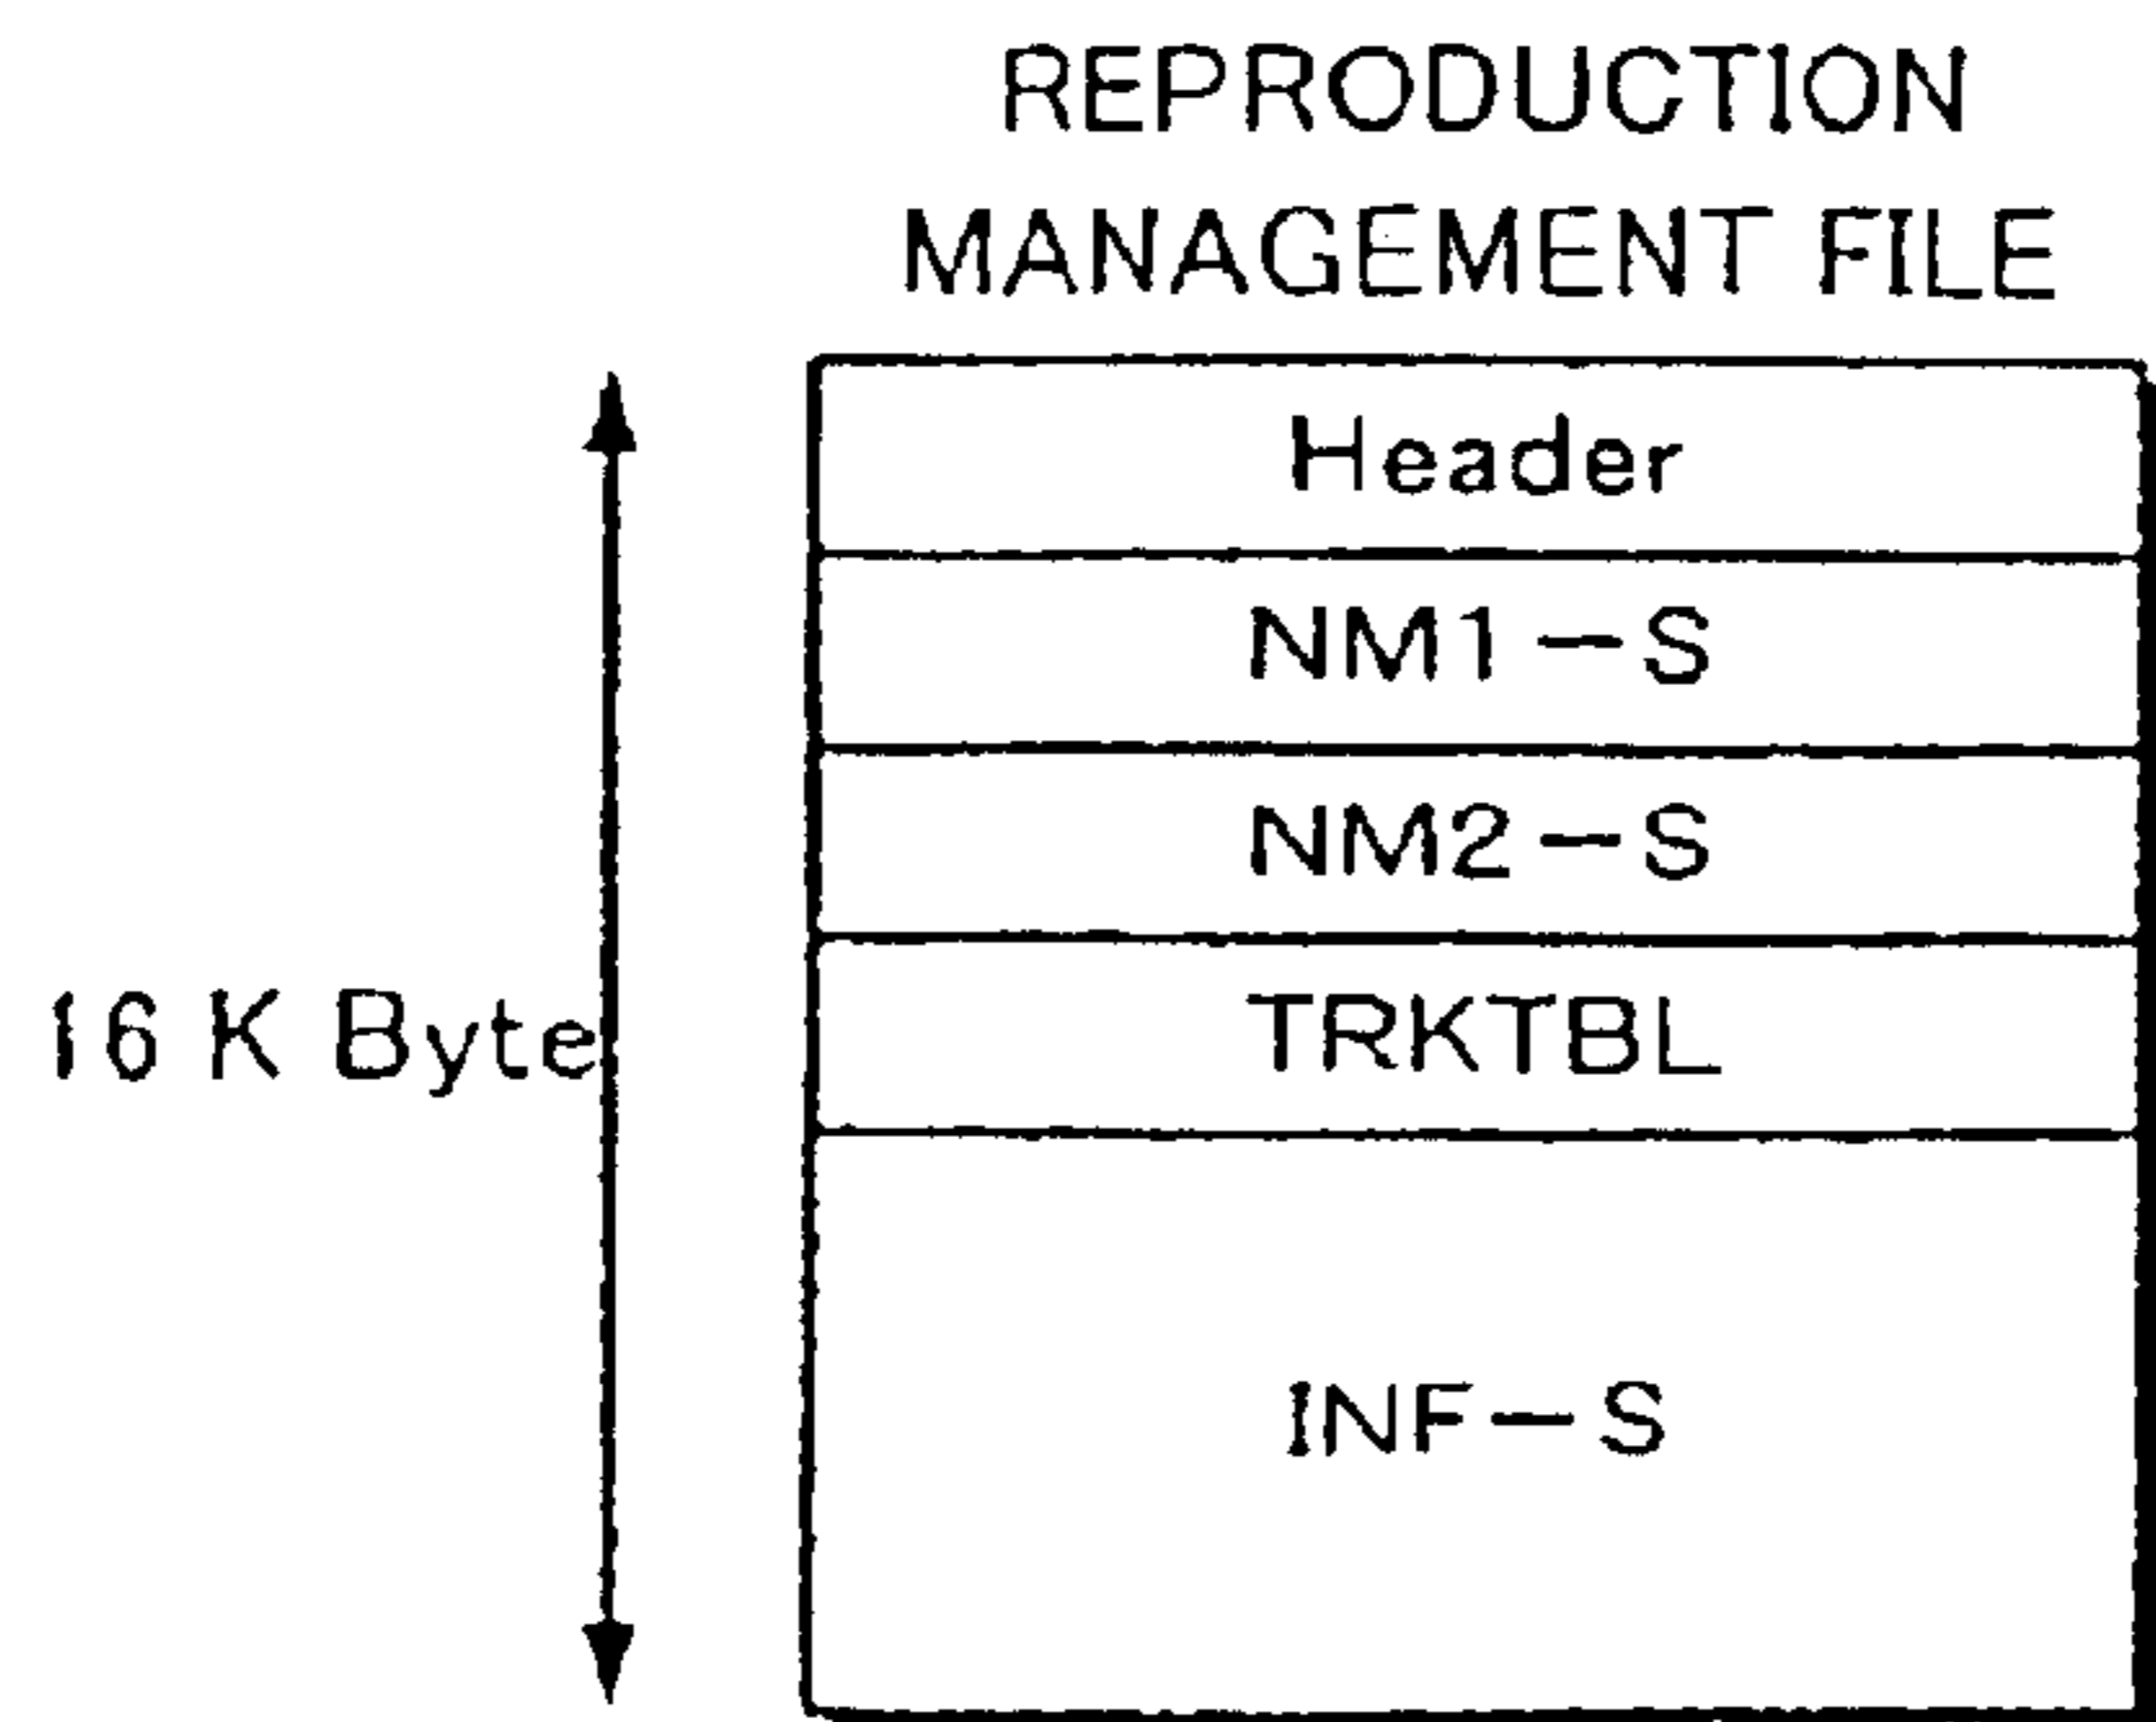 REPRODUCTION
MANAGEMENT FILE
Header
NM1-S
NM2-S
16 K Byte
TRKTBL
INF-S